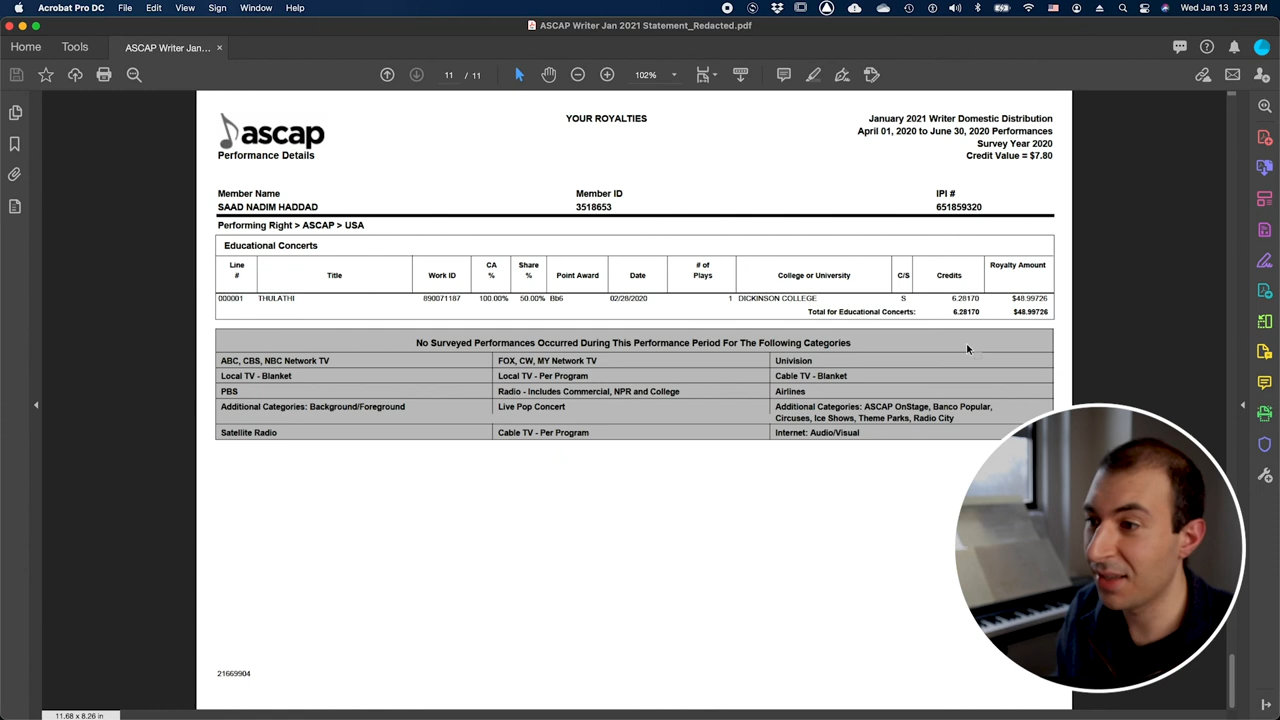 Acrobat Pro DC File Edit View Sign Window Help Wed Jan 13 3:23 PM
ASCAP Writer Jan 2021 Statement_Redacted.pdf
Home Tools ASCAP Writer Jan... ×
11 / 11 102%
ascap
Performance Details
YOUR ROYALTIES
January 2021 Writer Domestic Distribution
April 01, 2020 to June 30, 2020 Performances
Survey Year 2020
Credit Value = $7.80
Member Name Member ID IPI #
SAAD NADIM HADDAD 3518653 651859320
Performing Right > ASCAP > USA
Educational Concerts
Line # Title Work ID CA % Share % Point Award Date # of Plays College or University C/S Credits Royalty Amount
000001 THULATHI 890071187 100.00% 50.00% Bb6 02/28/2020 1 DICKINSON COLLEGE S 6.28170 $48.99726
Total for Educational Concerts: 6.28170 $48.99726
No Surveyed Performances Occurred During This Performance Period For The Following Categories
ABC, CBS, NBC Network TV FOX, CW, MY Network TV Univision
Local TV - Blanket Local TV - Per Program Cable TV - Blanket
PBS Radio - Includes Commercial, NPR and College Airlines
Additional Categories: Background/Foreground Live Pop Concert Additional Categories: ASCAP OnStage, Banco Popular,
Circuses, Ice Shows, Theme Parks, Radio City
Satellite Radio Cable TV - Per Program Internet: Audio/Visual
21669904
11.68 x 8.26 in